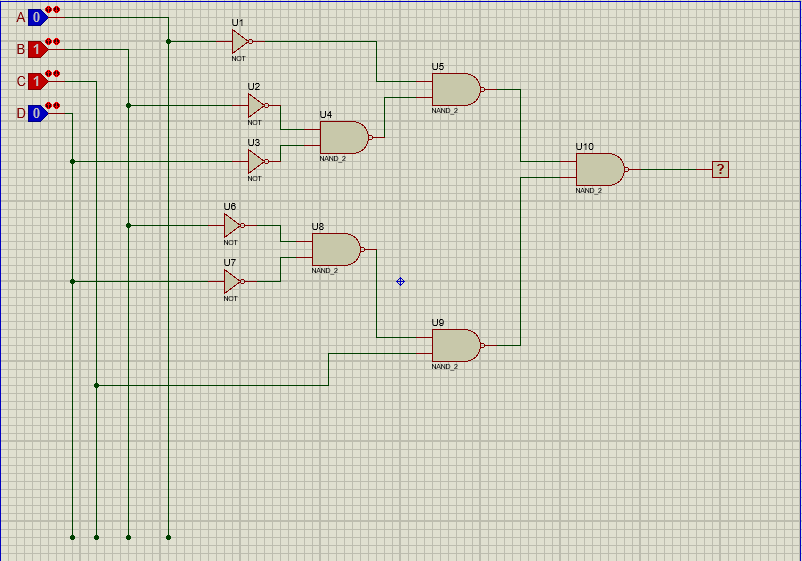 A 0
B 1
C 1
D 0
U1
NOT
U2
NOT
U3
NOT
U4
NAND_2
U5
NAND_2
U10
NAND_2
?
U6
NOT
U7
NOT
U8
NAND_2
U9
NAND_2